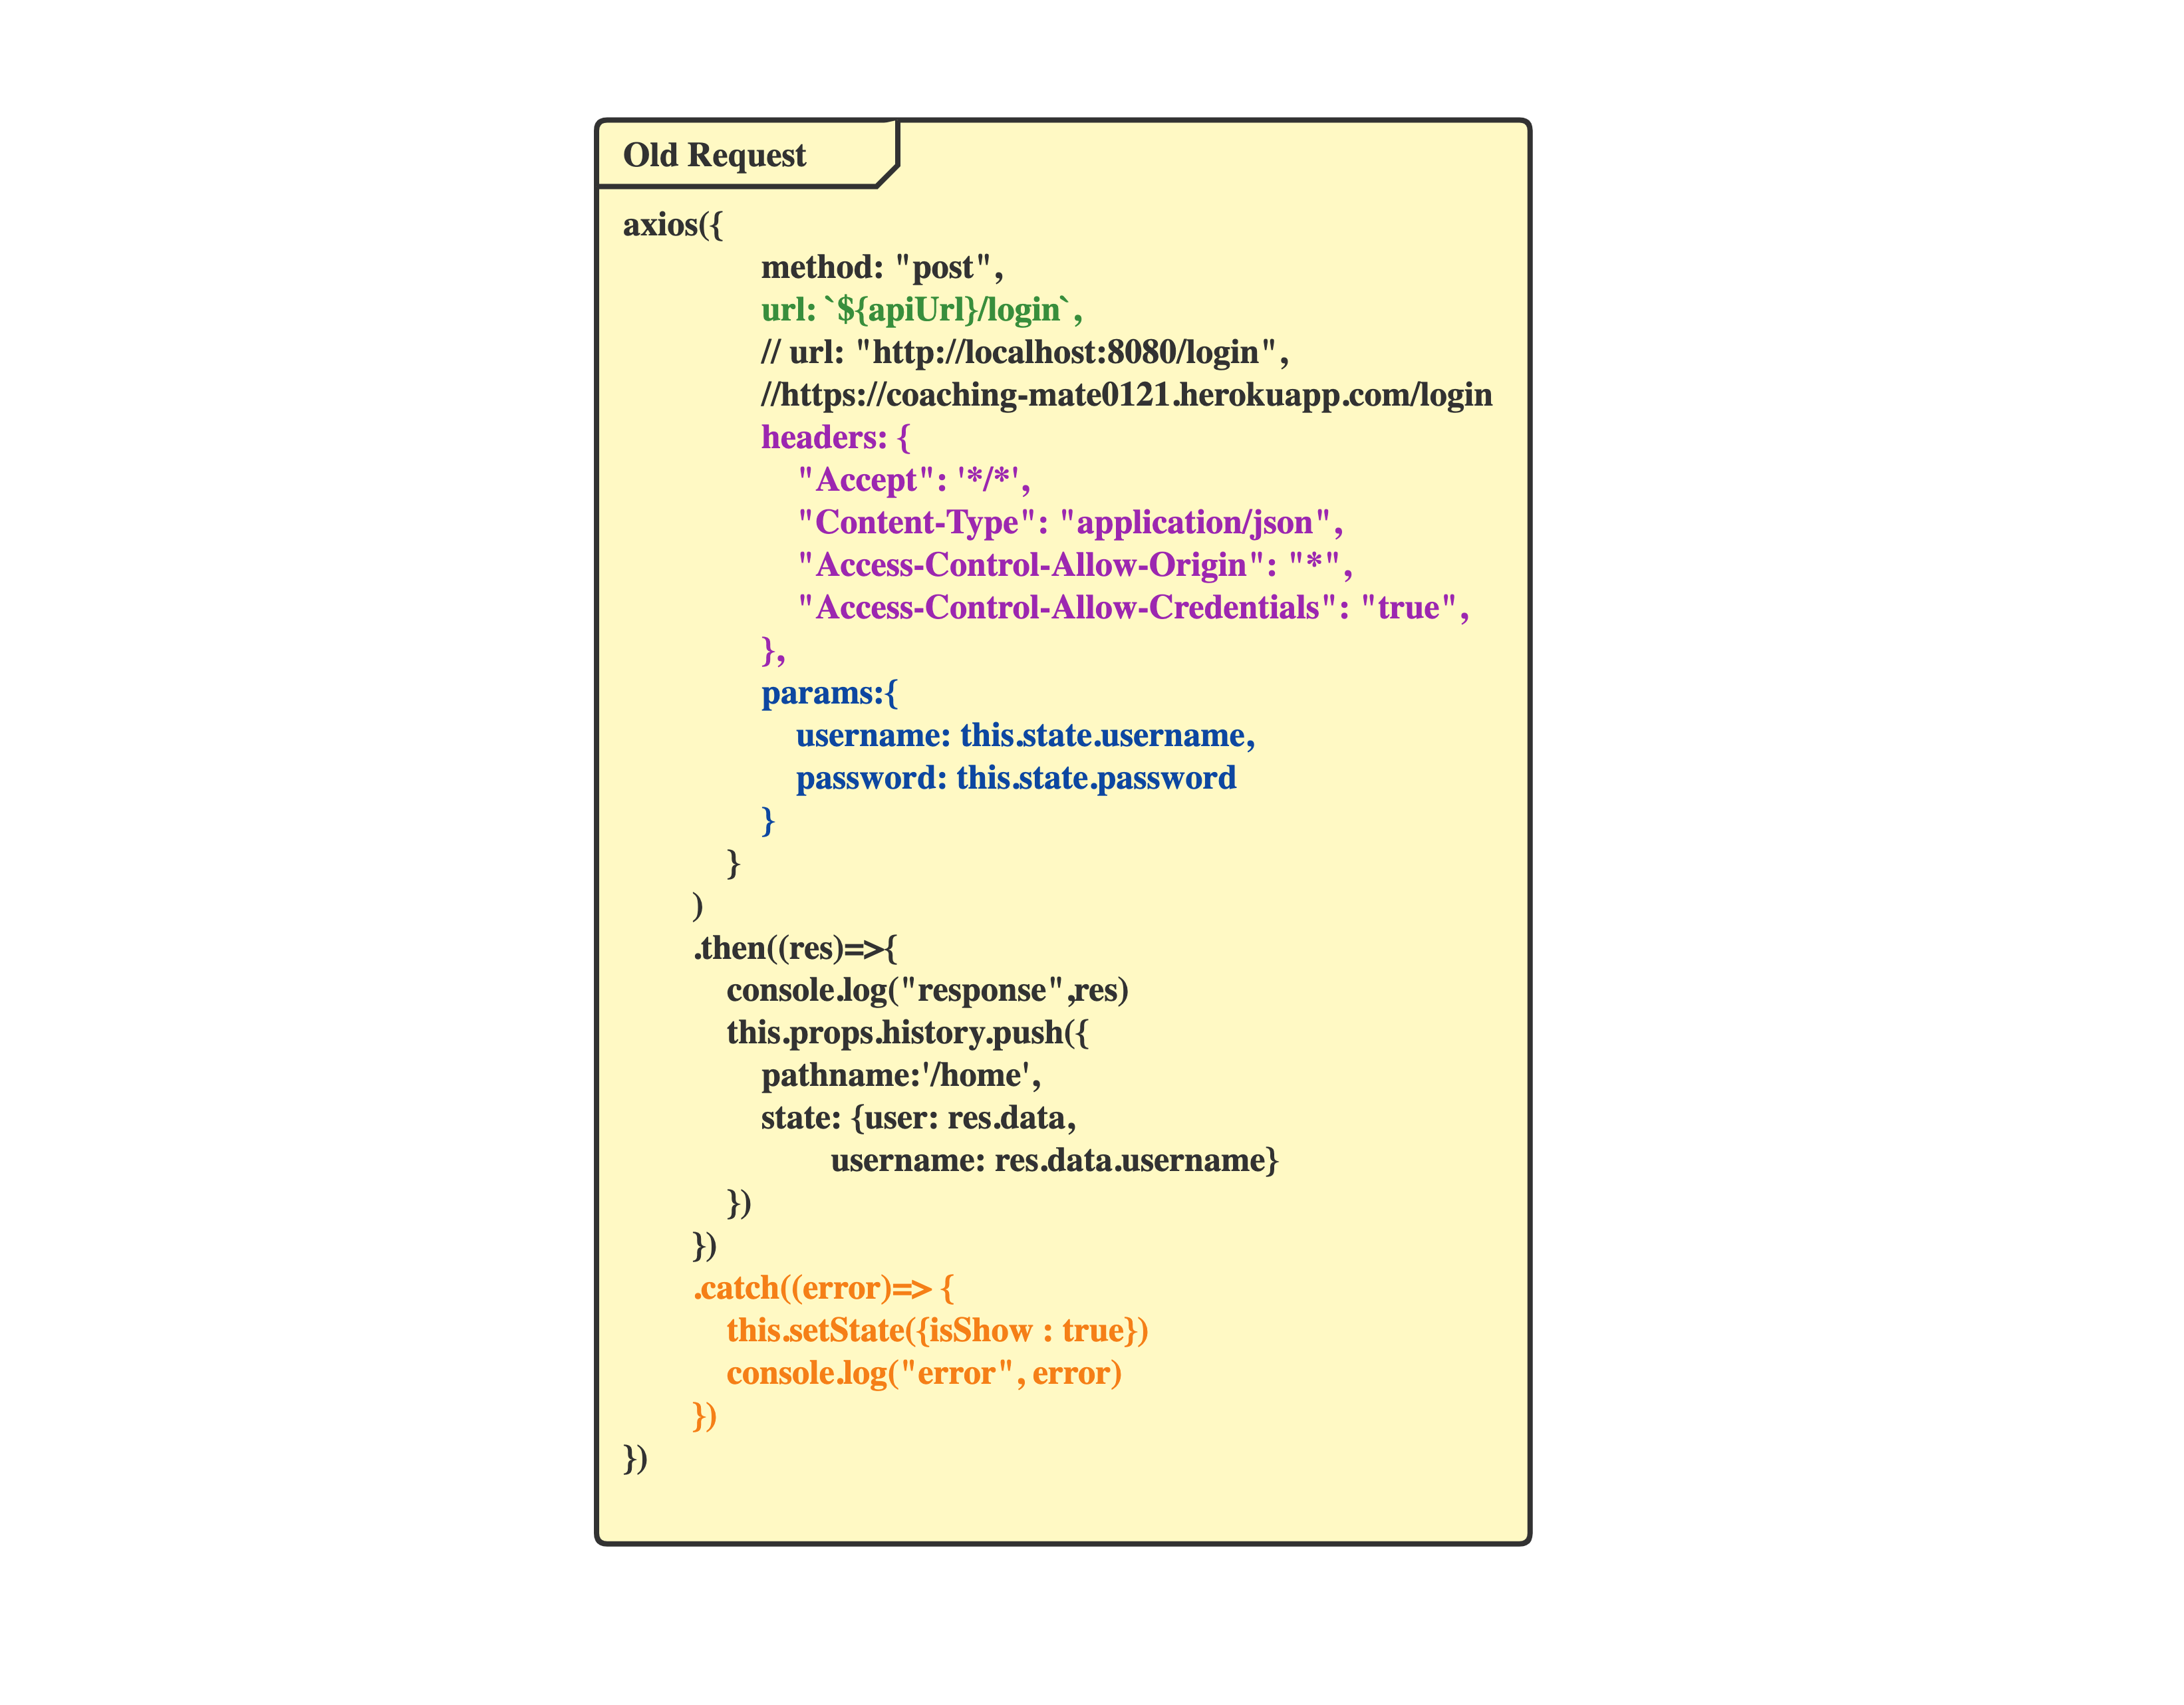 Old Request
axios({
method: "post",
url: `${apiUrl}/login`,
// url: "http://localhost:8080/login",
//https://coaching-mate0121.herokuapp.com/login
headers: {
"Accept": '*/*',
"Content-Type": "application/json",
"Access-Control-Allow-Origin": "*",
"Access-Control-Allow-Credentials": "true",
},
params:{
username: this.state.username,
password: this.state.password
}
}
)
.then((res)=>{
console.log("response",res)
this.props.history.push({
pathname:'/home',
state: {user: res.data,
username: res.data.username}
})
})
.catch((error)=> {
this.setState({isShow : true})
console.log("error", error)
})
})